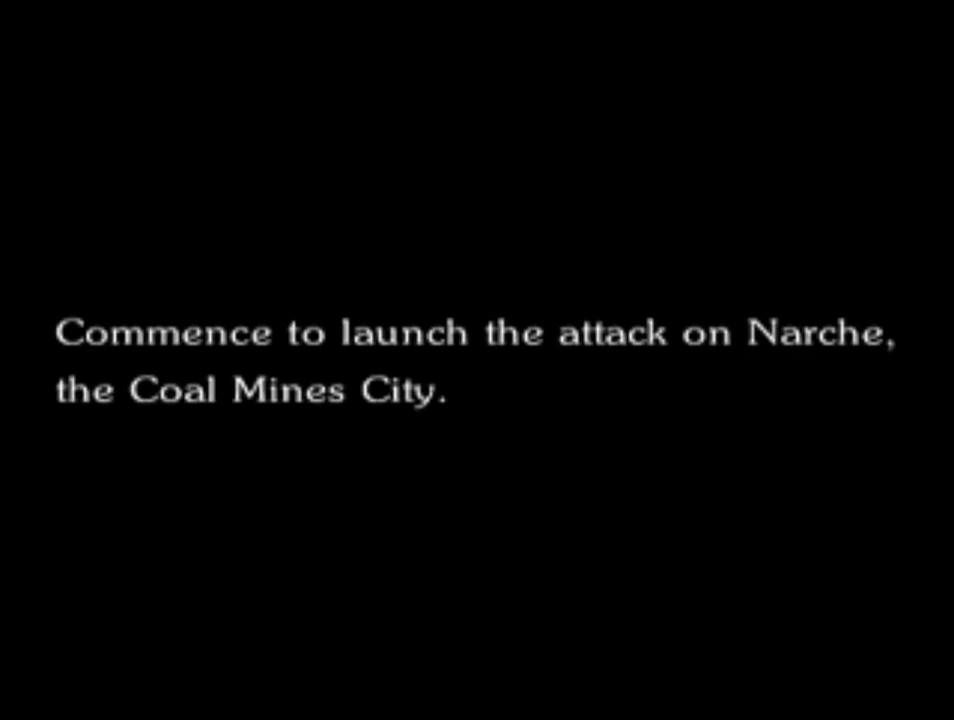 Commence to launch the attack on Narche,
the Coal Mines City.